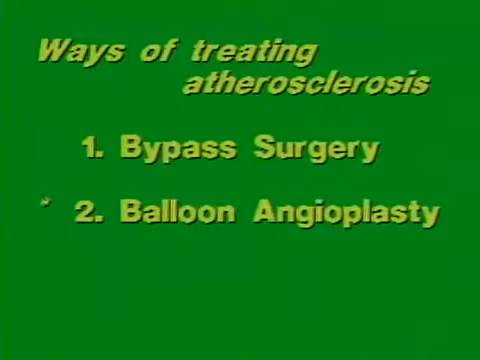 Ways of treating
atherosclerosis
1. Bypass Surgery
* 2. Balloon Angioplasty